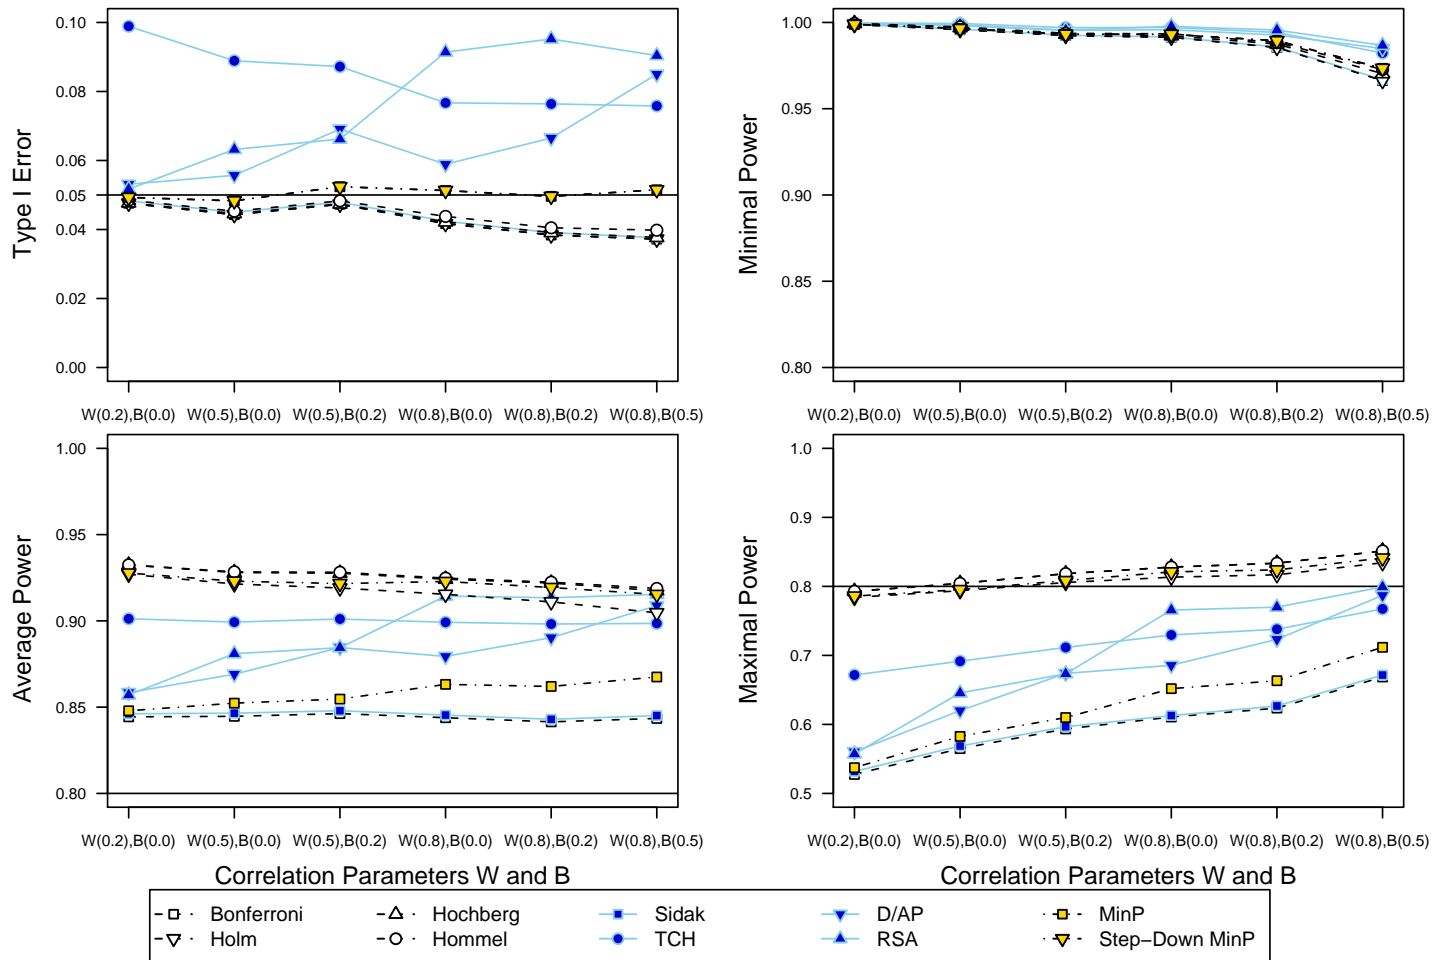 Type I Error
0.10
0.08
0.06
0.05
0.04
0.02
0.00
W(0.2),B(0.0) W(0.5),B(0.0) W(0.5),B(0.2) W(0.8),B(0.0) W(0.8),B(0.2) W(0.8),B(0.5)
Minimal Power
1.00
0.95
0.90
0.85
0.80
W(0.2),B(0.0) W(0.5),B(0.0) W(0.5),B(0.2) W(0.8),B(0.0) W(0.8),B(0.2) W(0.8),B(0.5)
Average Power
1.00
0.95
0.90
0.85
0.80
W(0.2),B(0.0) W(0.5),B(0.0) W(0.5),B(0.2) W(0.8),B(0.0) W(0.8),B(0.2) W(0.8),B(0.5)
Correlation Parameters W and B
Maximal Power
1.0
0.9
0.8
0.7
0.6
0.5
W(0.2),B(0.0) W(0.5),B(0.0) W(0.5),B(0.2) W(0.8),B(0.0) W(0.8),B(0.2) W(0.8),B(0.5)
Correlation Parameters W and B
Bonferroni Hochberg Sidak D/AP MinP
Holm Hommel TCH RSA Step−Down MinP